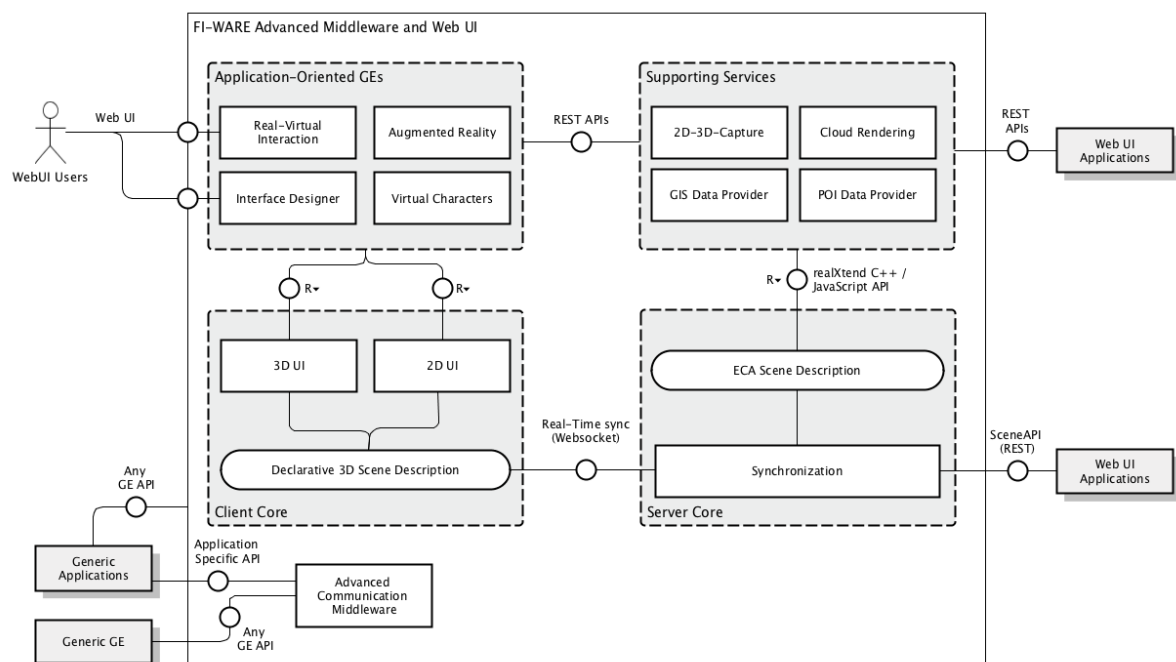 FI-WARE Advanced Middleware and Web UI
Application-Oriented GEs
Supporting Services
Web UI
WebUI Users
Real-Virtual
Interaction
Augmented Reality
Interface Designer
Virtual Characters
REST APIs
2D-3D-Capture
Cloud Rendering
GIS Data Provider
POI Data Provider
REST
APIs
Web UI
Applications
R▾
R▾
R▾
realXtend C++ /
JavaScript API
3D UI
2D UI
Declarative 3D Scene Description
Client Core
Real-Time sync
(Websocket)
ECA Scene Description
Synchronization
Server Core
SceneAPI
(REST)
Web UI
Applications
Any
GE API
Generic
Applications
Application
Specific API
Advanced
Communication
Middleware
Generic GE
Any
GE API